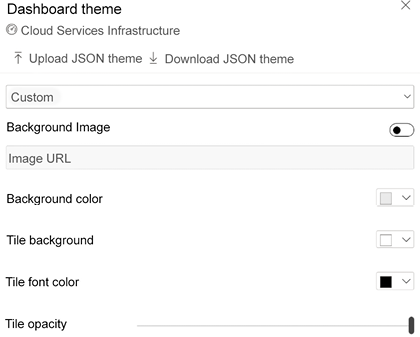 Dashboard theme
Cloud Services Infrastructure
Upload JSON theme Download JSON theme
Custom
Background Image
Image URL
Background color
Tile background
Tile font color
Tile opacity